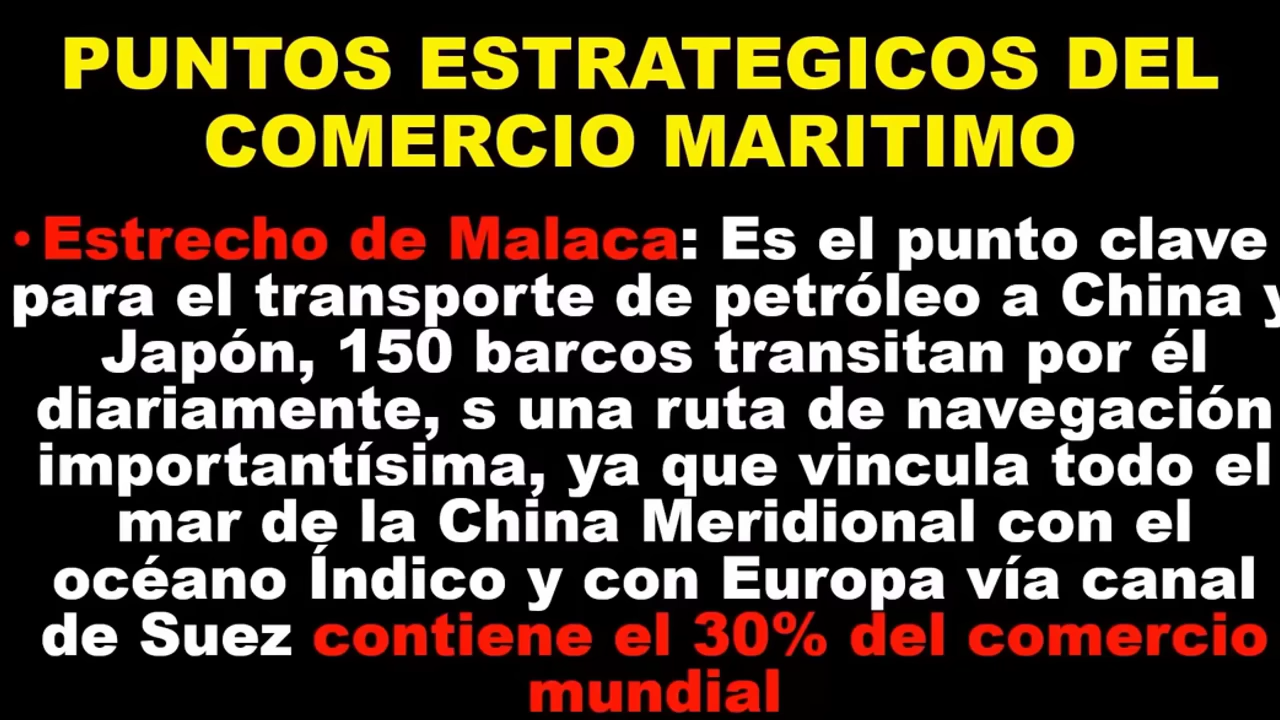 PUNTOS ESTRATEGICOS DEL
COMERCIO MARITIMO
• Estrecho de Malaca: Es el punto clave
para el transporte de petróleo a China y
Japón, 150 barcos transitan por él
diariamente, s una ruta de navegación
importantísima, ya que vincula todo el
mar de la China Meridional con el
océano Índico y con Europa vía canal
de Suez contiene el 30% del comercio
mundial